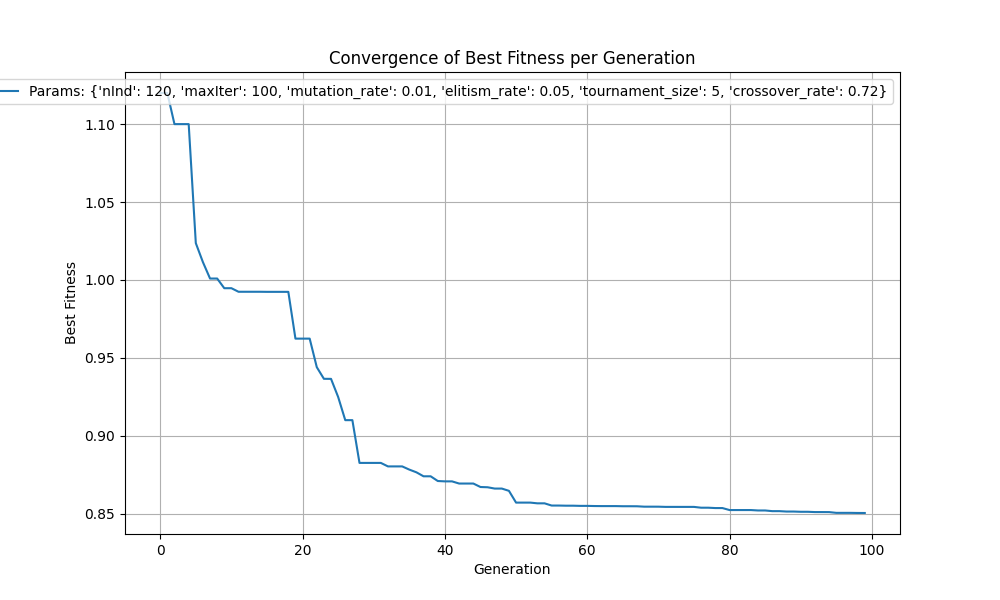 Convergence of Best Fitness per Generation
Params: {'nInd': 120, 'maxIter': 100, 'mutation_rate': 0.01, 'elitism_rate': 0.05, 'tournament_size': 5, 'crossover_rate': 0.72}
1.10
1.05
1.00
0.95
0.90
0.85
Best Fitness
0 20 40 60 80 100
Generation